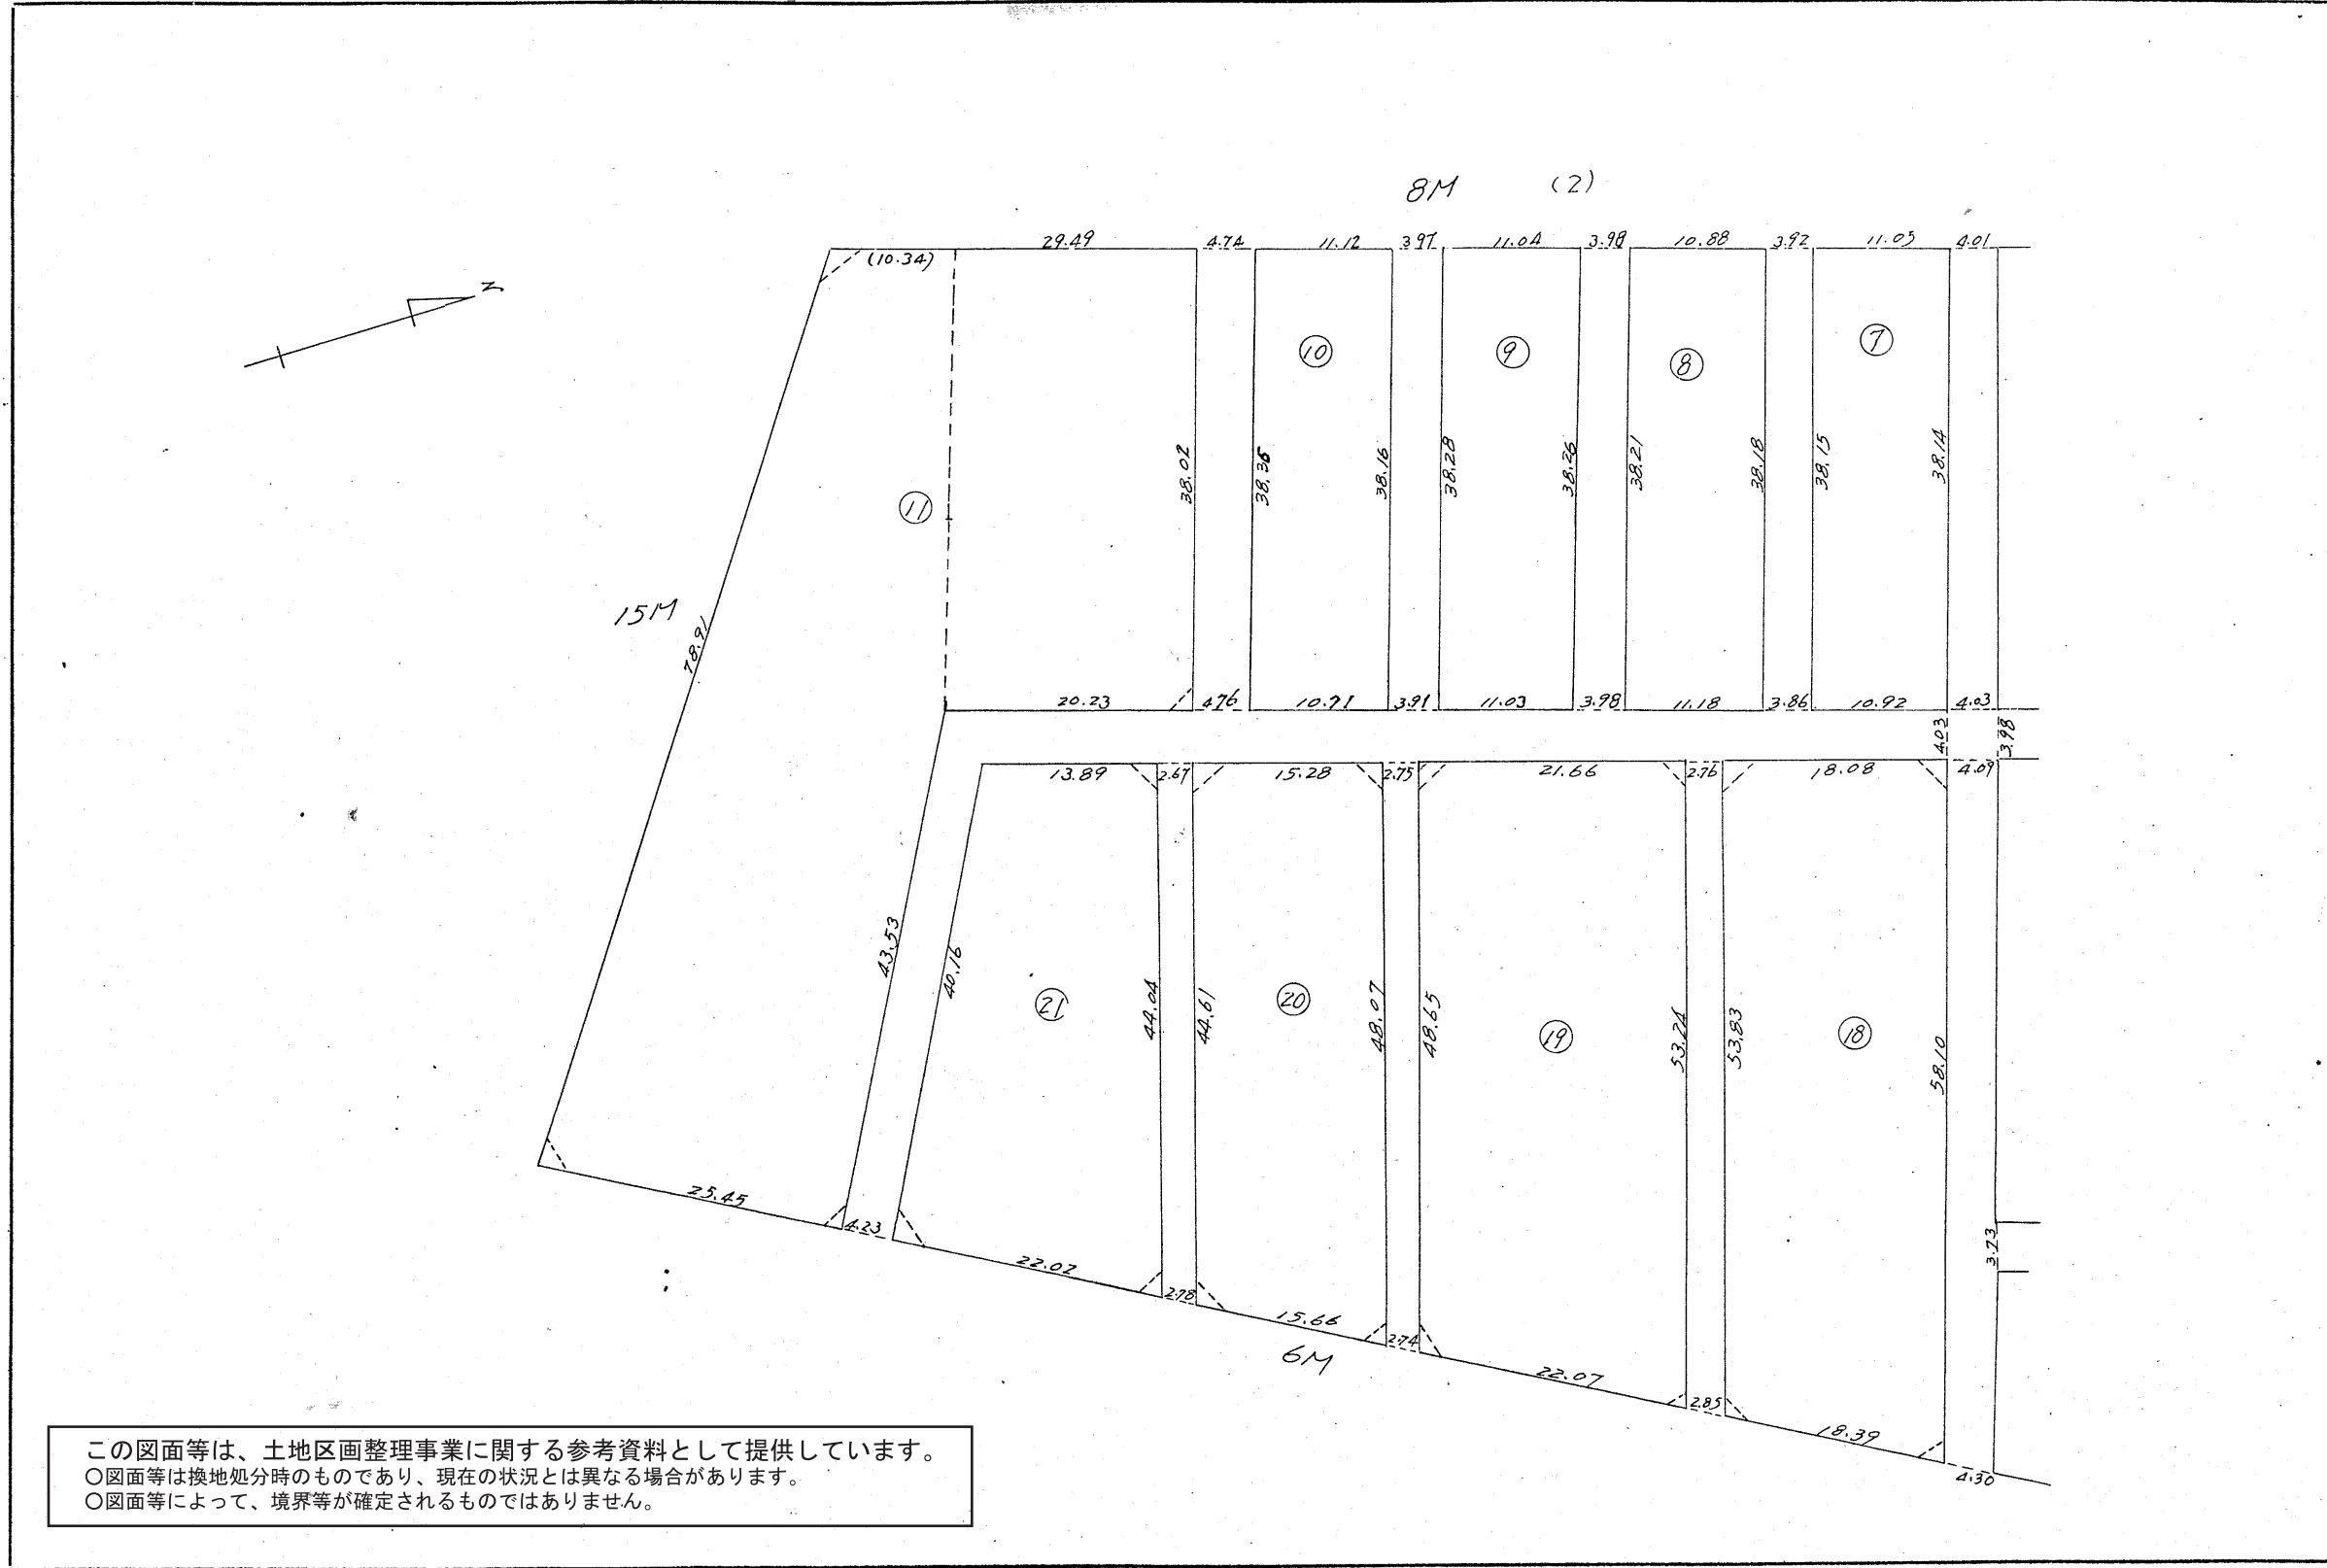 8M (2)
29.49 4.74 11.12 3.97 11.04 3.98 10.88 3.92 11.05 4.01
(10.34)
N
10 9 8 7
38.02 38.36 38.16 38.28 38.26 38.21 38.18 38.15 38.14
11
15M
78.91
20.23 4.76 10.71 3.91 11.03 3.98 11.18 3.86 10.92 4.03
4.03 3.98
13.89 2.67 15.28 2.75 21.66 2.76 18.08 4.09
43.53 40.16 44.04 44.61 48.07 48.65 53.24 53.83 58.10
21 20 19 18
3.73
25.45 4.23 22.02 2.78 15.66 2.74 22.07 2.85 18.39 4.30
6M
この図面等は、土地区画整理事業に関する参考資料として提供しています。
○図面等は換地処分時のものであり、現在の状況とは異なる場合があります。
○図面等によって、境界等が確定されるものではありません。